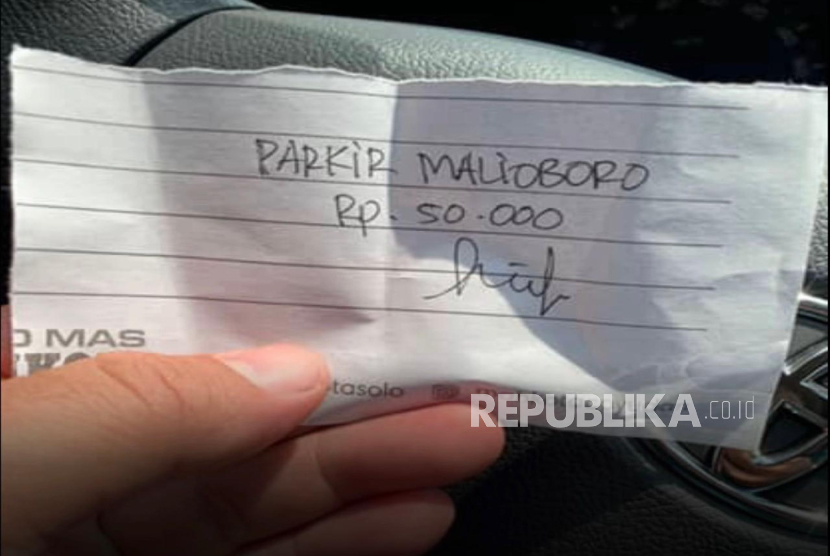 PARKIR MALIOBORO
Rp. 50.000
O MAS
tasolo
REPUBLIKA.co.id